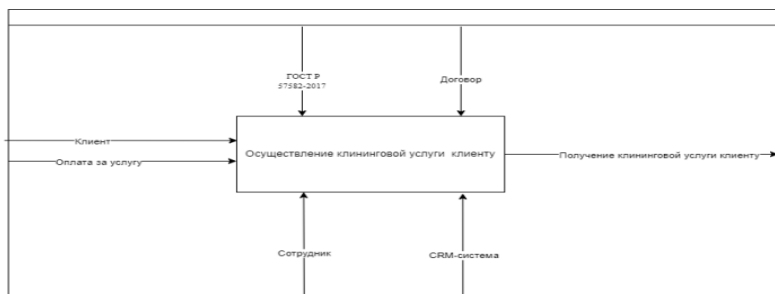 ГОСТ Р
57582-2017
Договор
Клиент
Оплата за услугу
Осуществление клининговой услуги клиенту
Получение клининговой услуги клиенту
Сотрудник
CRM-система